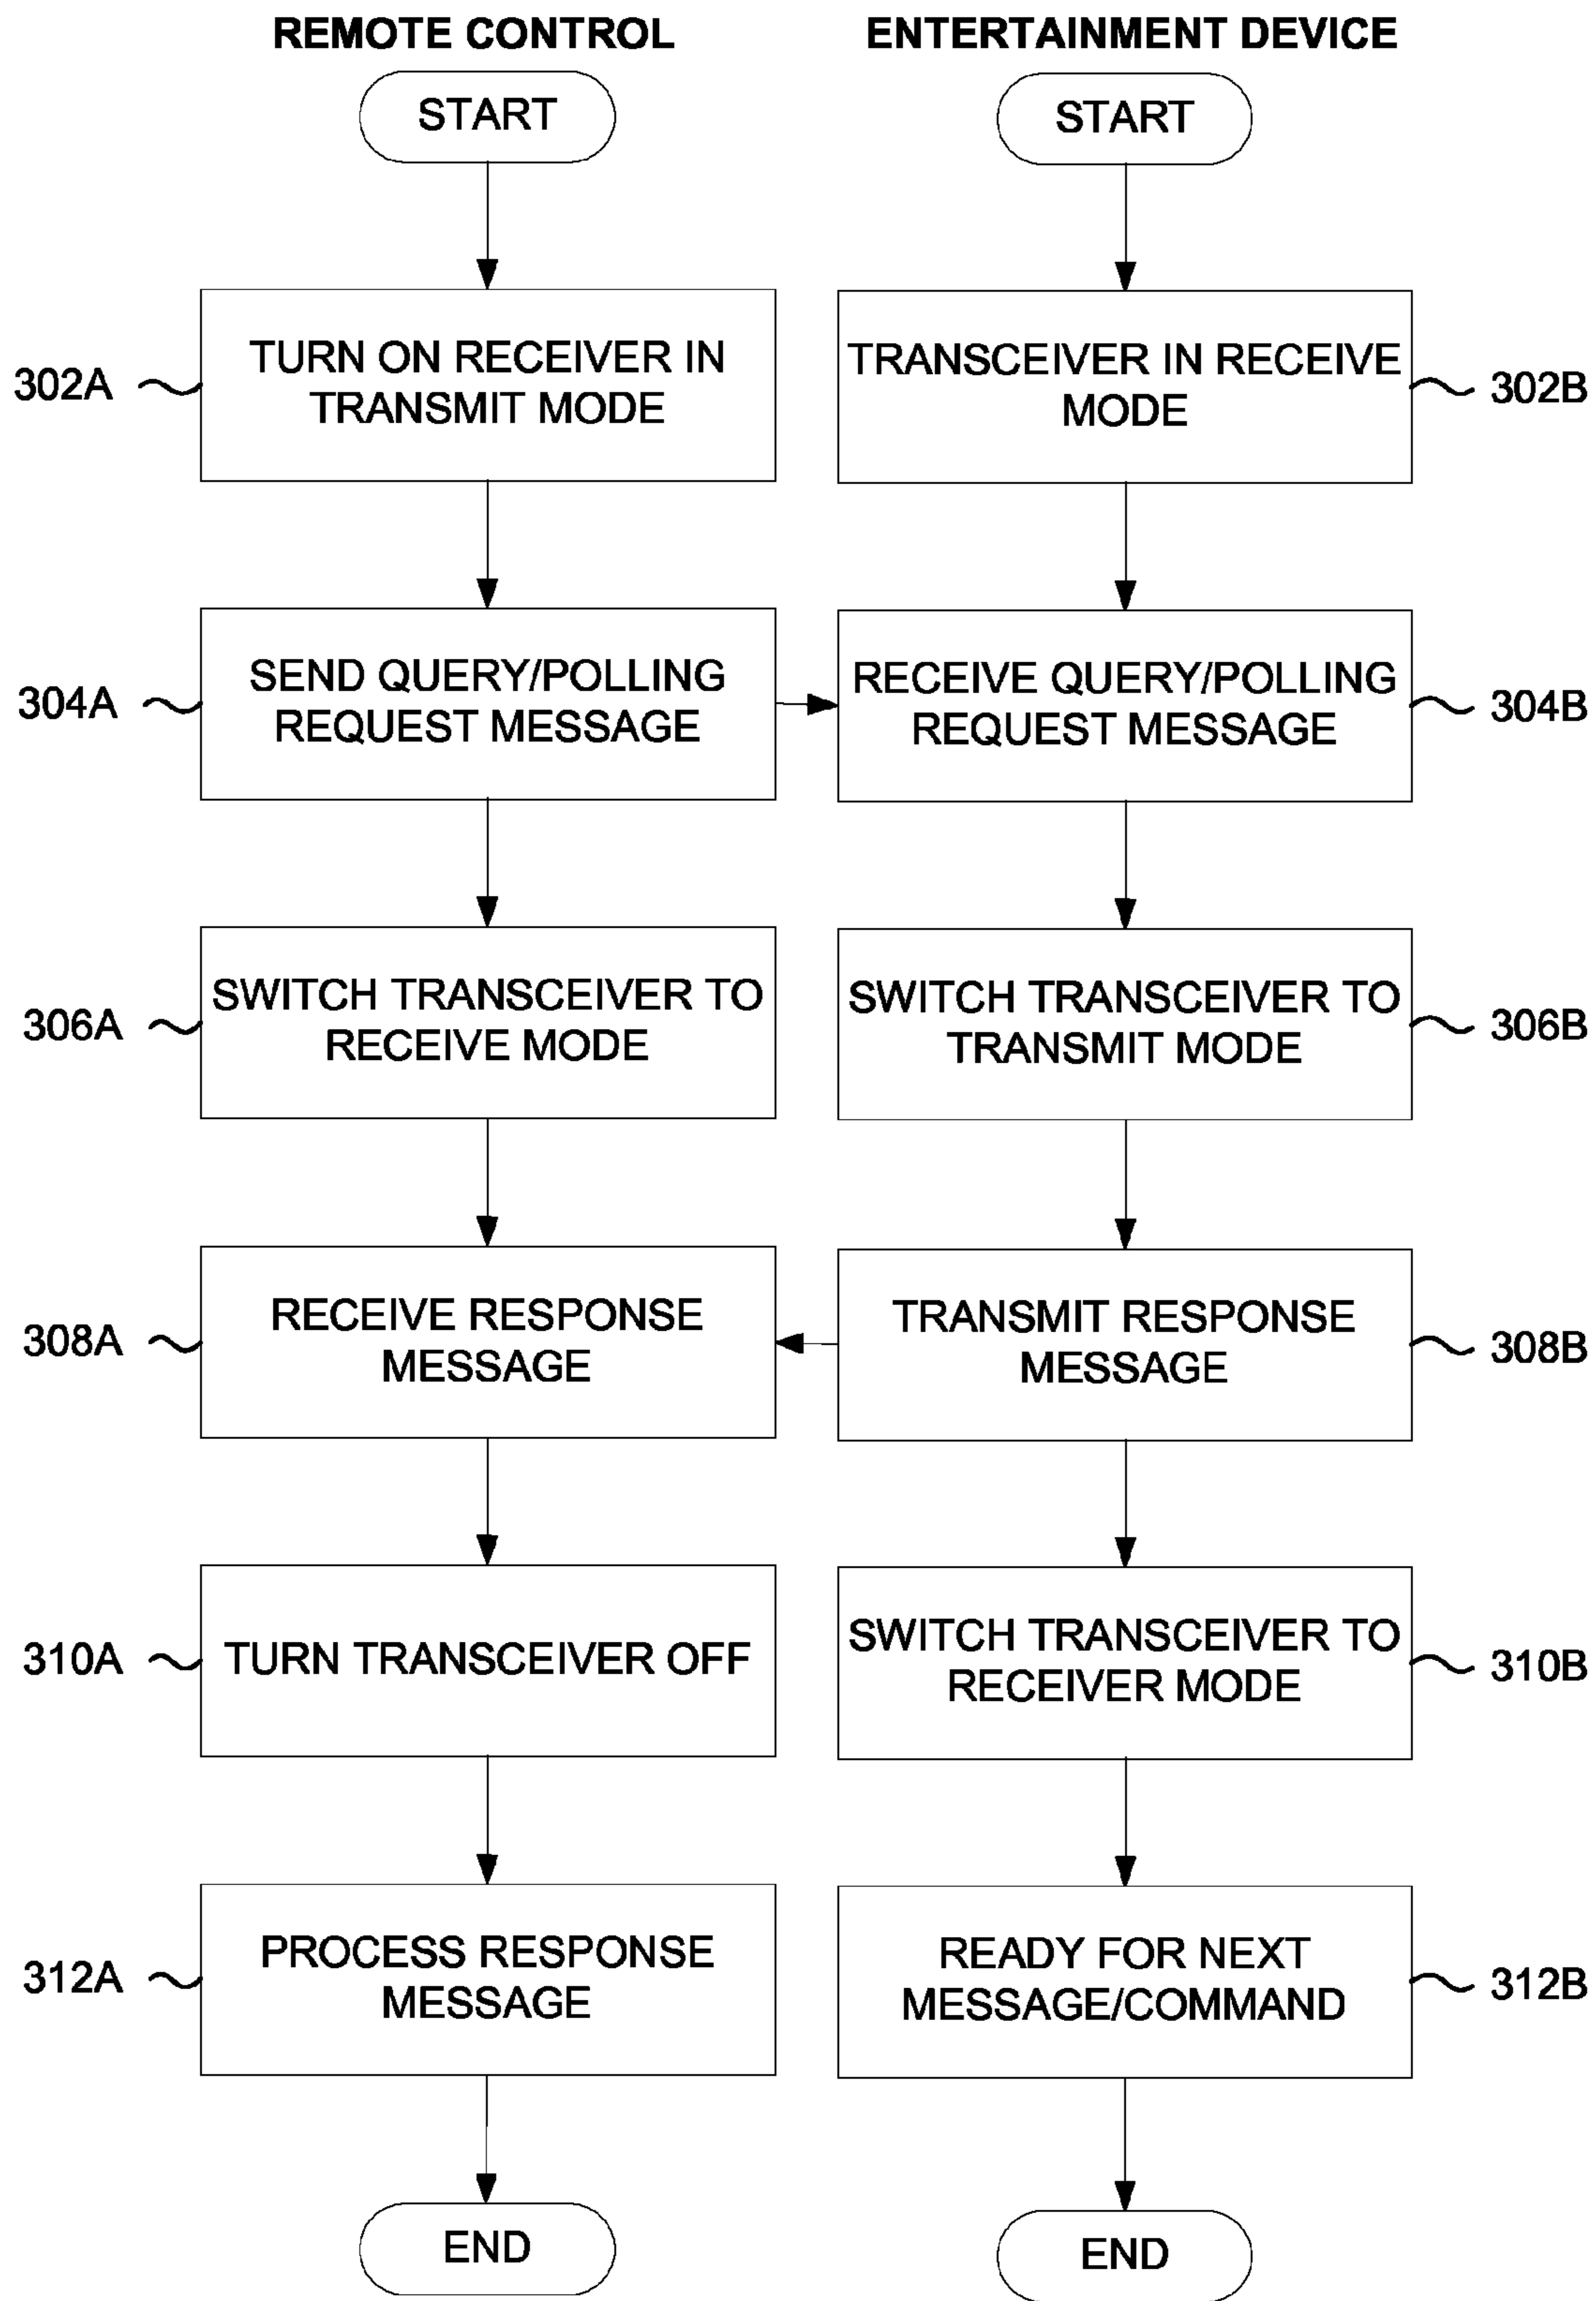 REMOTE CONTROL
START
302A
TURN ON RECEIVER IN
TRANSMIT MODE
304A
SEND QUERY/POLLING
REQUEST MESSAGE
306A
SWITCH TRANSCEIVER TO
RECEIVE MODE
308A
RECEIVE RESPONSE
MESSAGE
310A
TURN TRANSCEIVER OFF
312A
PROCESS RESPONSE
MESSAGE
END
ENTERTAINMENT DEVICE
START
TRANSCEIVER IN RECEIVE
MODE
302B
RECEIVE QUERY/POLLING
REQUEST MESSAGE
304B
SWITCH TRANSCEIVER TO
TRANSMIT MODE
306B
TRANSMIT RESPONSE
MESSAGE
308B
SWITCH TRANSCEIVER TO
RECEIVER MODE
310B
READY FOR NEXT
MESSAGE/COMMAND
312B
END